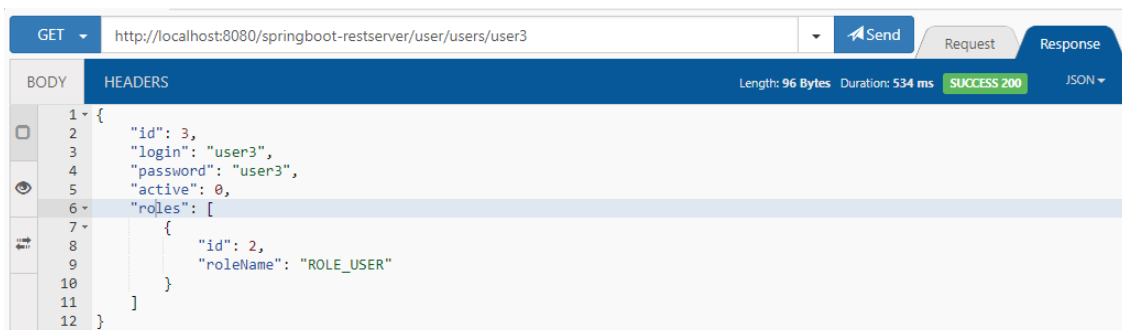 GET http://localhost:8080/springboot-restserver/user/users/user3 Send Request Response
BODY HEADERS Length: 96 Bytes Duration: 534 ms SUCCESS 200 JSON
1 {
2 "id": 3,
3 "login": "user3",
4 "password": "user3",
5 "active": 0,
6 "roles": [
7 {
8 "id": 2,
9 "roleName": "ROLE_USER"
10 }
11 ]
12 }